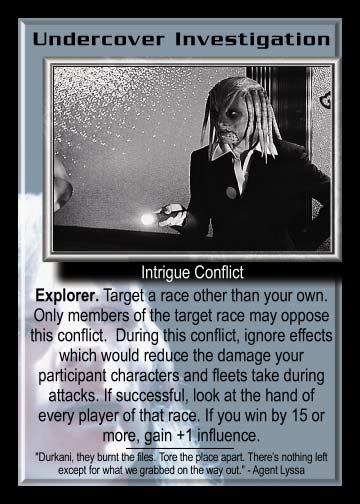 Undercover Investigation
Intrigue Conflict
Explorer. Target a race other than your own.
Only members of the target race may oppose
this conflict. During this conflict, ignore effects
which would reduce the damage your
participant characters and fleets take during
attacks. If successful, look at the hand of
every player of that race. If you win by 15 or
more, gain +1 influence.
"Durkani, they burnt the files. Tore the place apart. There's nothing left
except for what we grabbed on the way out." - Agent Lyssa